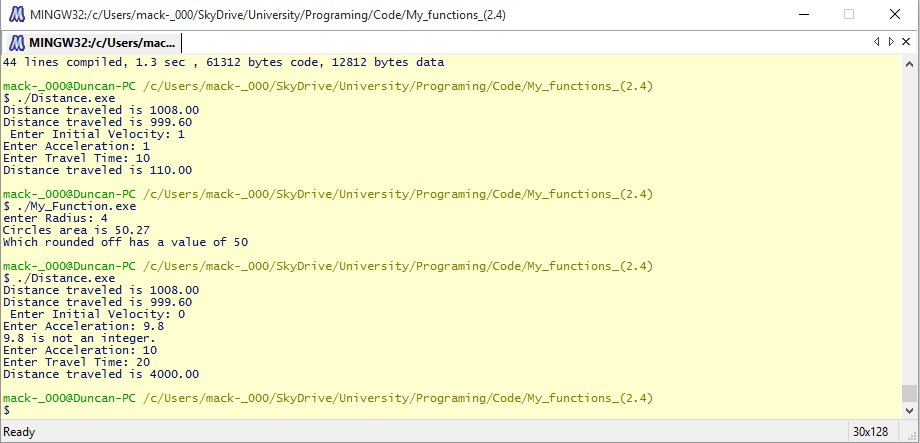 MINGW32:/c/Users/mack-_000/SkyDrive/University/Programing/Code/My_functions_(2.4)
MINGW32:/c/Users/mac...
44 lines compiled, 1.3 sec , 61312 bytes code, 12812 bytes data
mack-_000@Duncan-PC /c/Users/mack-_000/SkyDrive/University/Programing/Code/My_functions_(2.4)
$ ./Distance.exe
Distance traveled is 1008.00
Distance traveled is 999.60
Enter Initial Velocity: 1
Enter Acceleration: 1
Enter Travel Time: 10
Distance traveled is 110.00
mack-_000@Duncan-PC /c/Users/mack-_000/SkyDrive/University/Programing/Code/My_functions_(2.4)
$ ./My_Function.exe
enter Radius: 4
Circles area is 50.27
Which rounded off has a value of 50
mack-_000@Duncan-PC /c/Users/mack-_000/SkyDrive/University/Programing/Code/My_functions_(2.4)
$ ./Distance.exe
Distance traveled is 1008.00
Distance traveled is 999.60
Enter Initial Velocity: 0
Enter Acceleration: 9.8
9.8 is not an integer.
Enter Acceleration: 10
Enter Travel Time: 20
Distance traveled is 4000.00
mack-_000@Duncan-PC /c/Users/mack-_000/SkyDrive/University/Programing/Code/My_functions_(2.4)
$
Ready 30x128